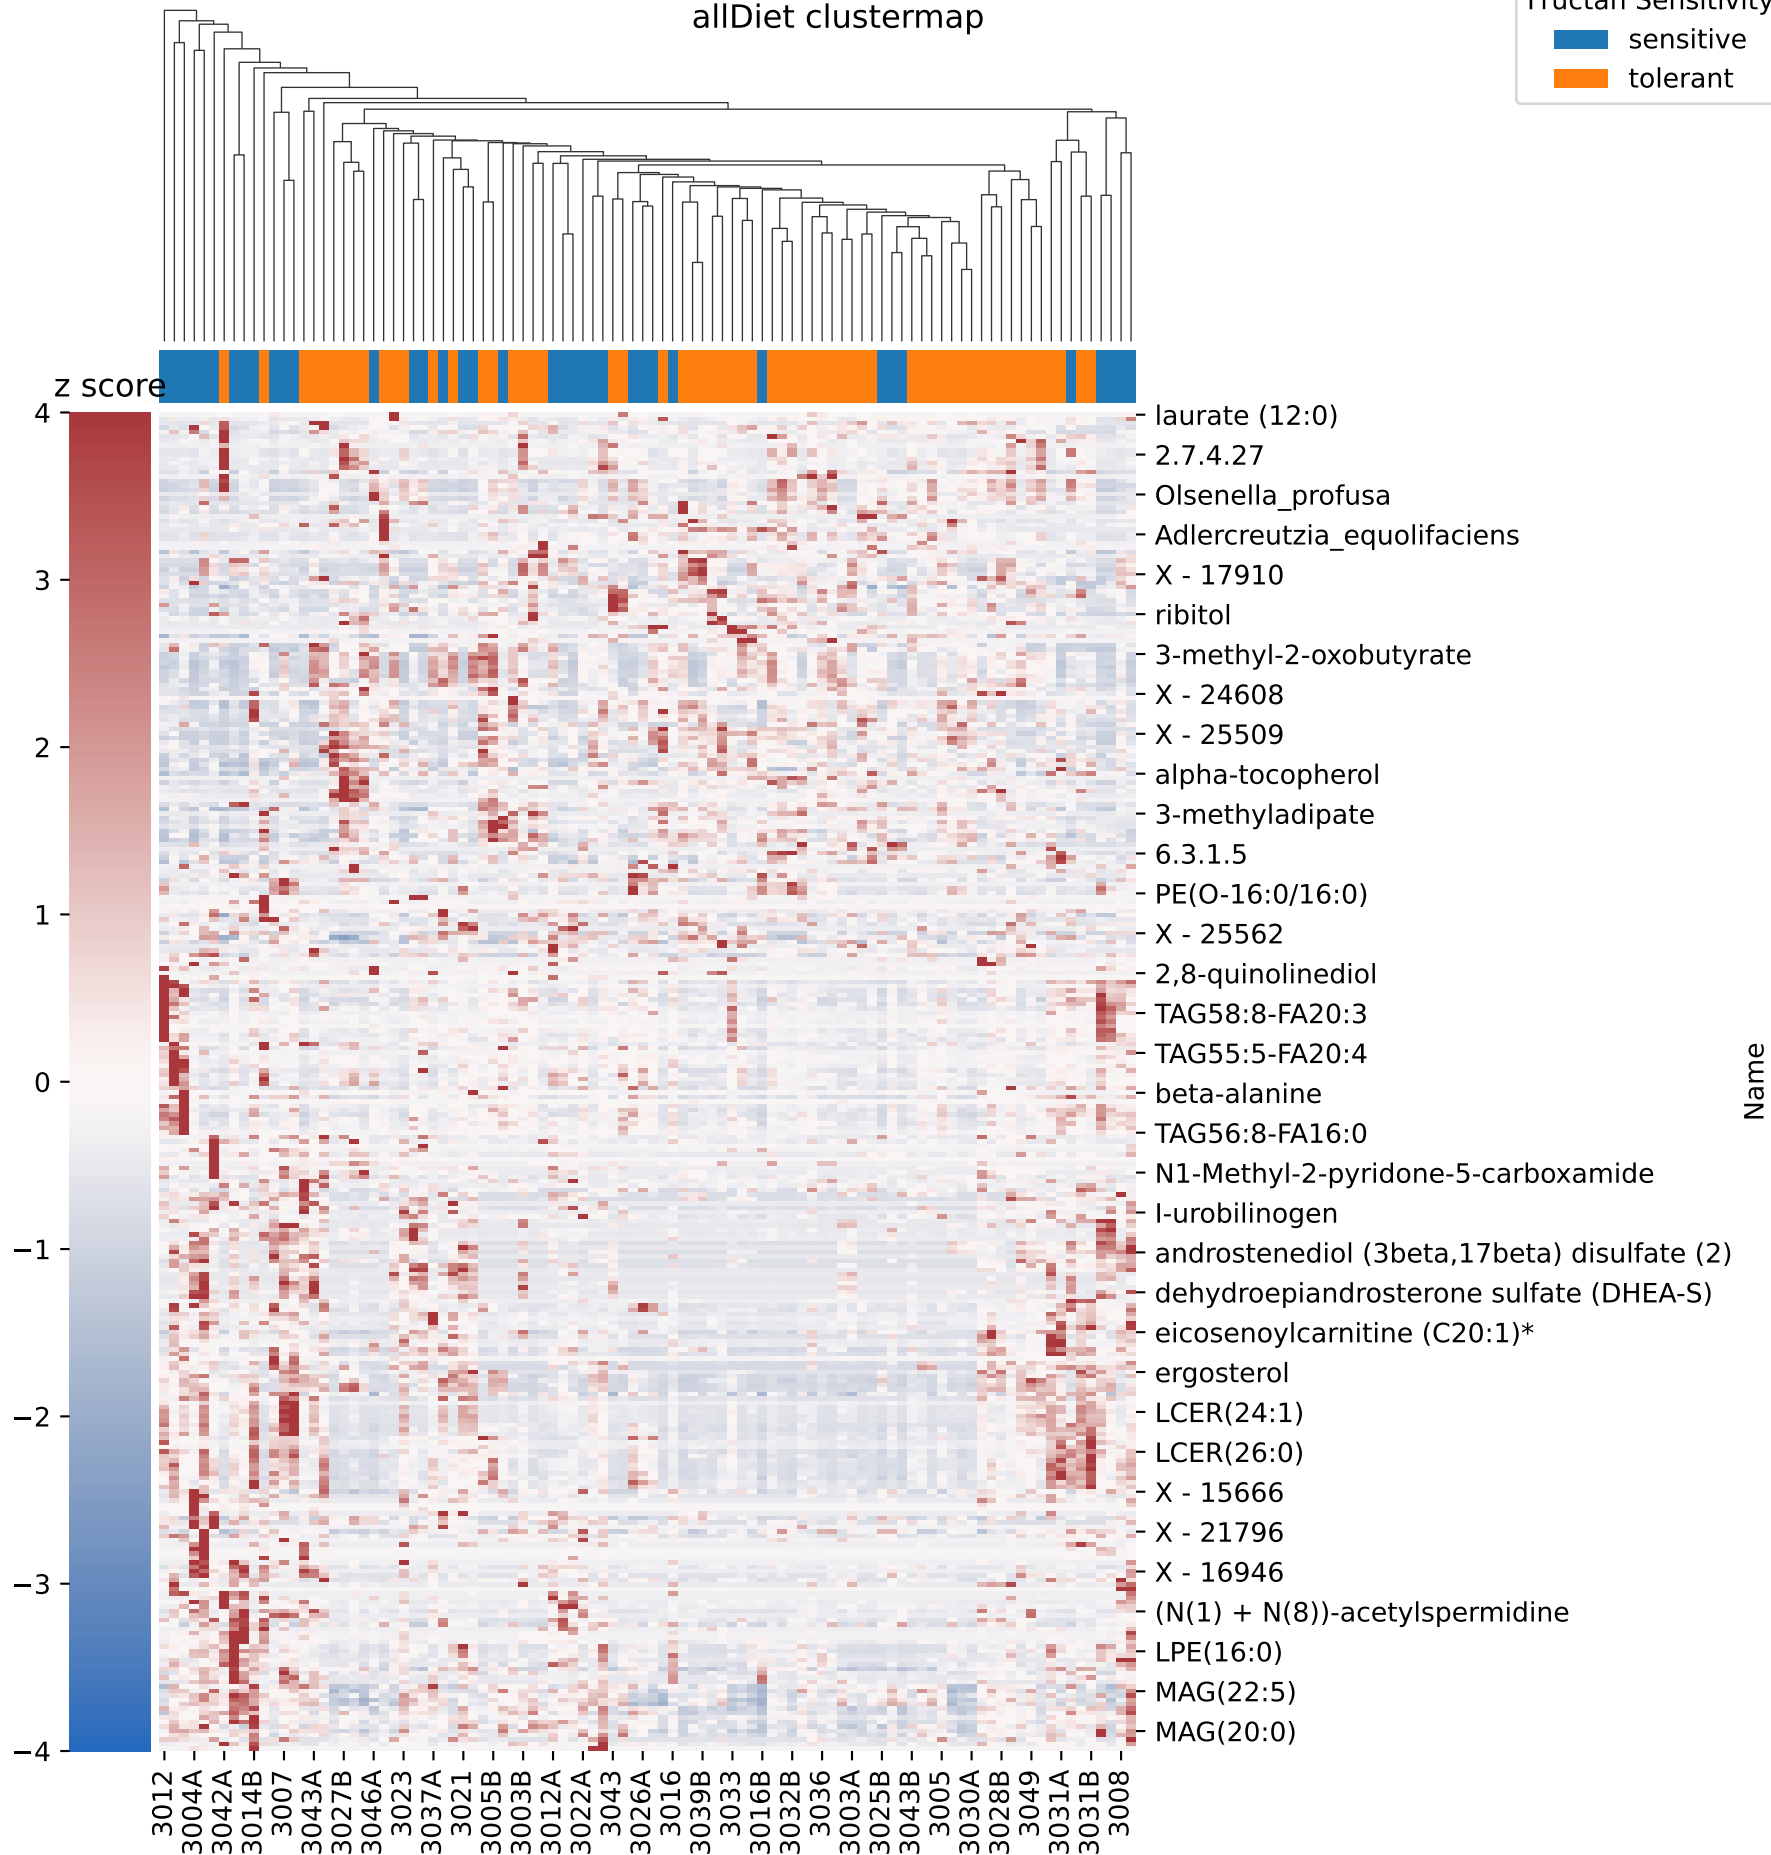 allDiet clustermap
Fructan Sensitivity
sensitive
tolerant
z score
4
3
2
1
0
−1
−2
−3
−4
laurate (12:0)
2.7.4.27
Olsenella_profusa
Adlercreutzia_equolifaciens
X - 17910
ribitol
3-methyl-2-oxobutyrate
X - 24608
X - 25509
alpha-tocopherol
3-methyladipate
6.3.1.5
PE(O-16:0/16:0)
X - 25562
2,8-quinolinediol
TAG58:8-FA20:3
TAG55:5-FA20:4
beta-alanine
TAG56:8-FA16:0
N1-Methyl-2-pyridone-5-carboxamide
I-urobilinogen
androstenediol (3beta,17beta) disulfate (2)
dehydroepiandrosterone sulfate (DHEA-S)
eicosenoylcarnitine (C20:1)*
ergosterol
LCER(24:1)
LCER(26:0)
X - 15666
X - 21796
X - 16946
(N(1) + N(8))-acetylspermidine
LPE(16:0)
MAG(22:5)
MAG(20:0)
Name
3012
3004A
3042A
3014B
3007
3043A
3027B
3046A
3023
3037A
3021
3005B
3003B
3012A
3022A
3043
3026A
3016
3039B
3033
3016B
3032B
3036
3003A
3025B
3043B
3005
3030A
3028B
3049
3031A
3031B
3008